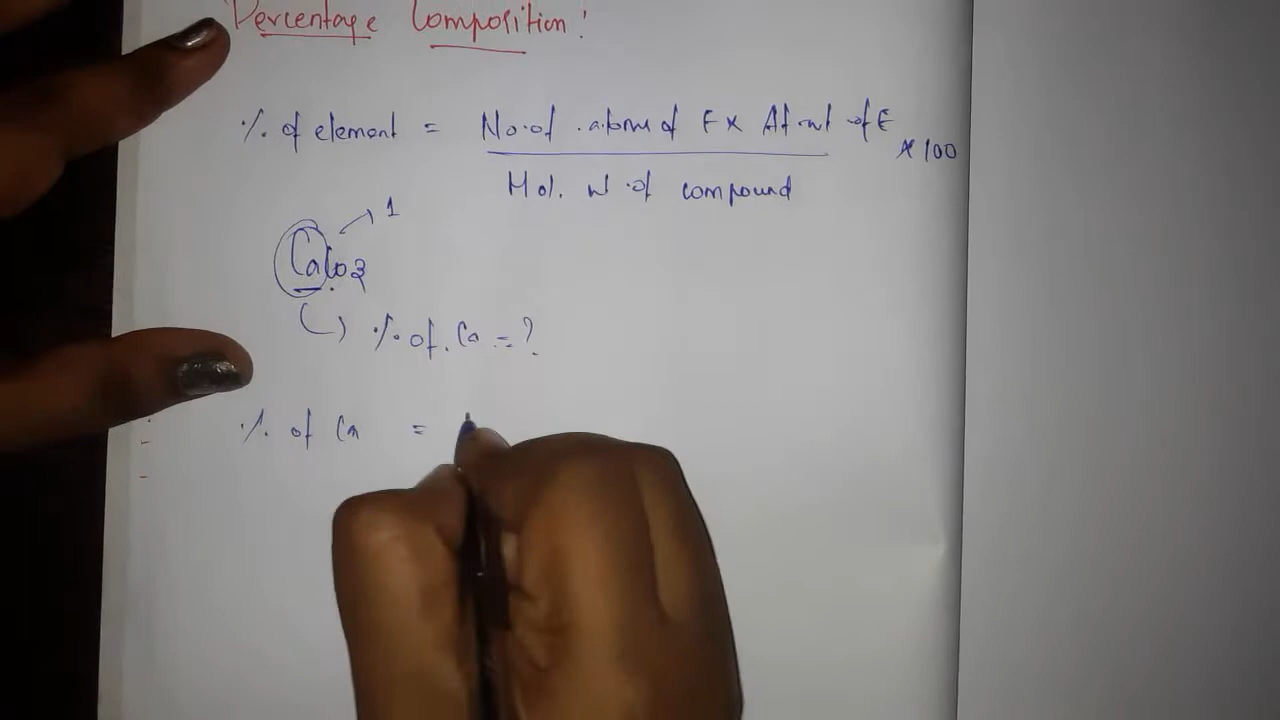 Percentage Composition:
% of element = No. of atoms of E x At wt of E x 100
Mol. W of compound
1
CaCo3
% of Ca = ?
% of Ca =